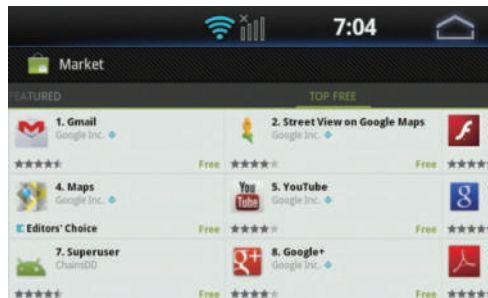 7:04
Market
FEATURED
TOP FREE
1. Gmail
Google Inc.
Free
2. Street View on Google Maps
Google Inc.
4. Maps
Google Inc.
Editors' Choice
Free
You
Tube
5. YouTube
Google Inc.
Free
8
7. Superuser
ChainsDD
Free
g+
8. Google+
Google Inc.
Free